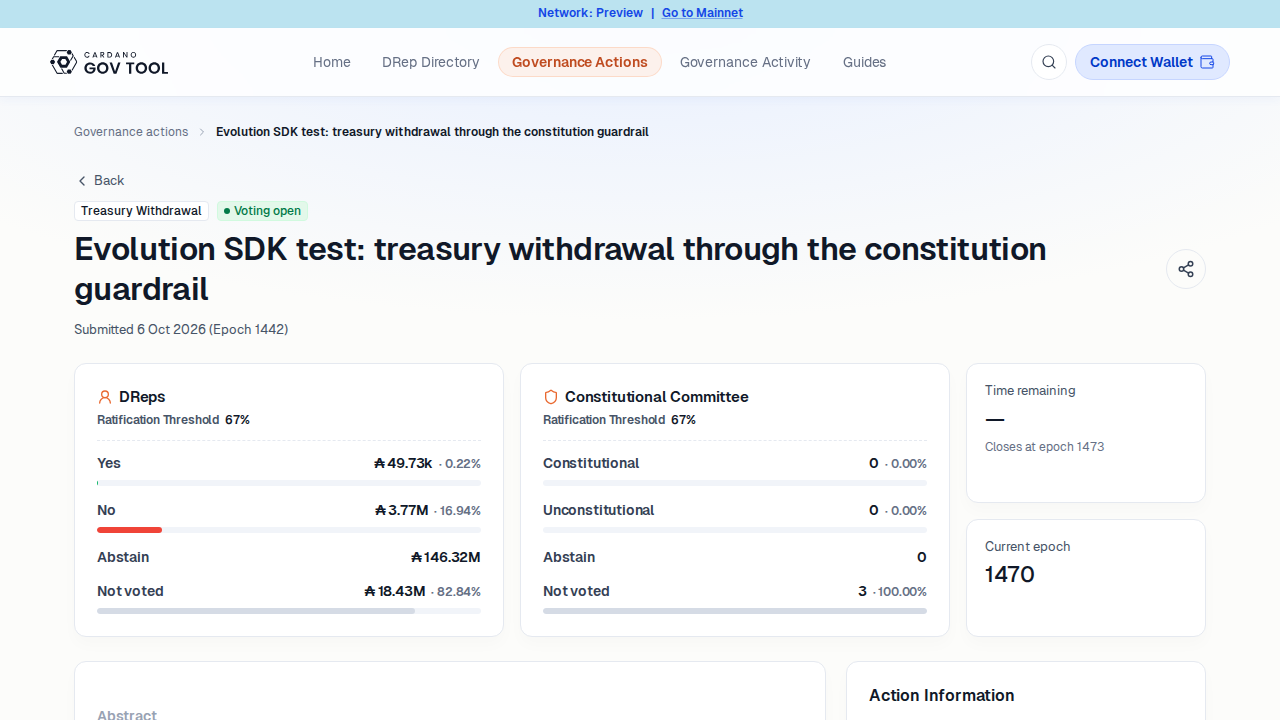 Network: Preview | Go to Mainnet
CARDANO
GOV TOOL
Home
DRep Directory
Governance Actions
Governance Activity
Guides
Connect Wallet
Governance actions
Evolution SDK test: treasury withdrawal through the constitution guardrail
Back
Treasury Withdrawal
Voting open
Evolution SDK test: treasury withdrawal through the constitution
guardrail
Submitted 6 Oct 2026 (Epoch 1442)
DReps
Ratification Threshold 67%
Yes ₳ 49.73k · 0.22%
No ₳ 3.77M · 16.94%
Abstain ₳ 146.32M
Not voted ₳ 18.43M · 82.84%
Constitutional Committee
Ratification Threshold 67%
Constitutional 0 · 0.00%
Unconstitutional 0 · 0.00%
Abstain 0
Not voted 3 · 100.00%
Time remaining
—
Closes at epoch 1473
Current epoch
1470
Abstract
Action Information